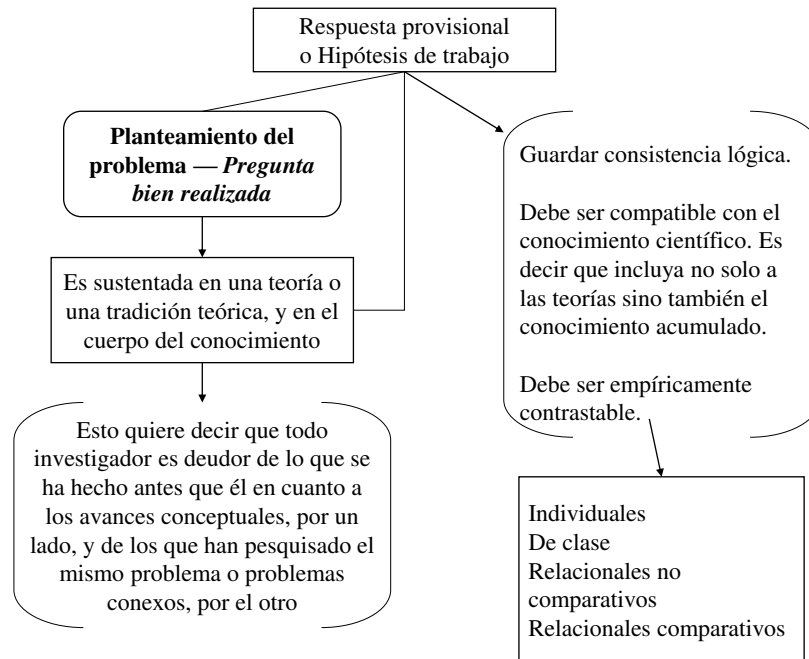 Respuesta provisional
o Hipótesis de trabajo
Planteamiento del
problema — Pregunta
bien realizada
Es sustentada en una teoría o
una tradición teórica, y en el
cuerpo del conocimiento
Esto quiere decir que todo
investigador es deudor de lo que se
ha hecho antes que él en cuanto a
los avances conceptuales, por un
lado, y de los que han pesquisado el
mismo problema o problemas
conexos, por el otro
Guardar consistencia lógica.
Debe ser compatible con el
conocimiento científico. Es
decir que incluya no solo a
las teorías sino también el
conocimiento acumulado.
Debe ser empíricamente
contrastable.
Individuales
De clase
Relacionales no
comparativos
Relacionales comparativos